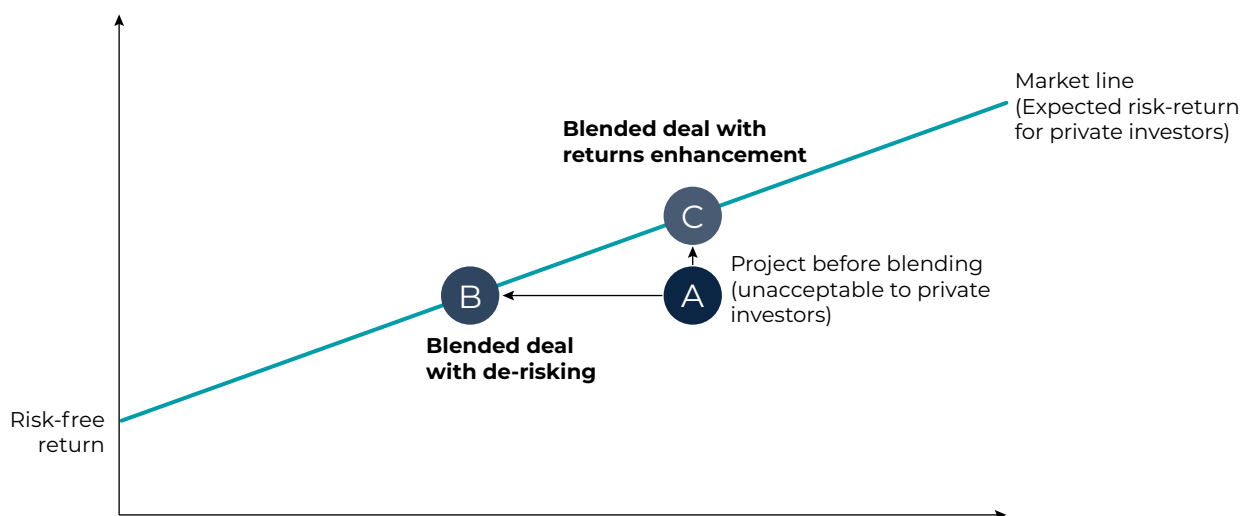 Market line
(Expected risk-return
for private investors)
Blended deal with
returns enhancement
C
Project before blending
(unacceptable to private
investors)
A
B
Blended deal
with de-risking
Risk-free
return